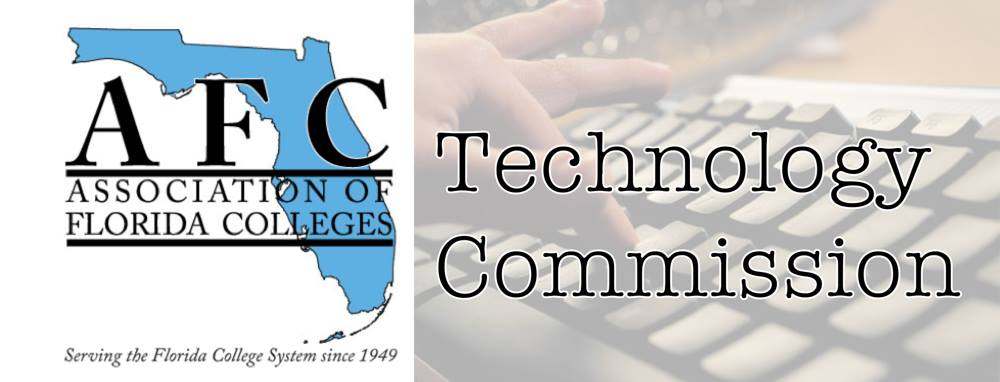 AFC
ASSOCIATION OF
FLORIDA COLLEGES
Serving the Florida College System since 1949
Technology
Commission